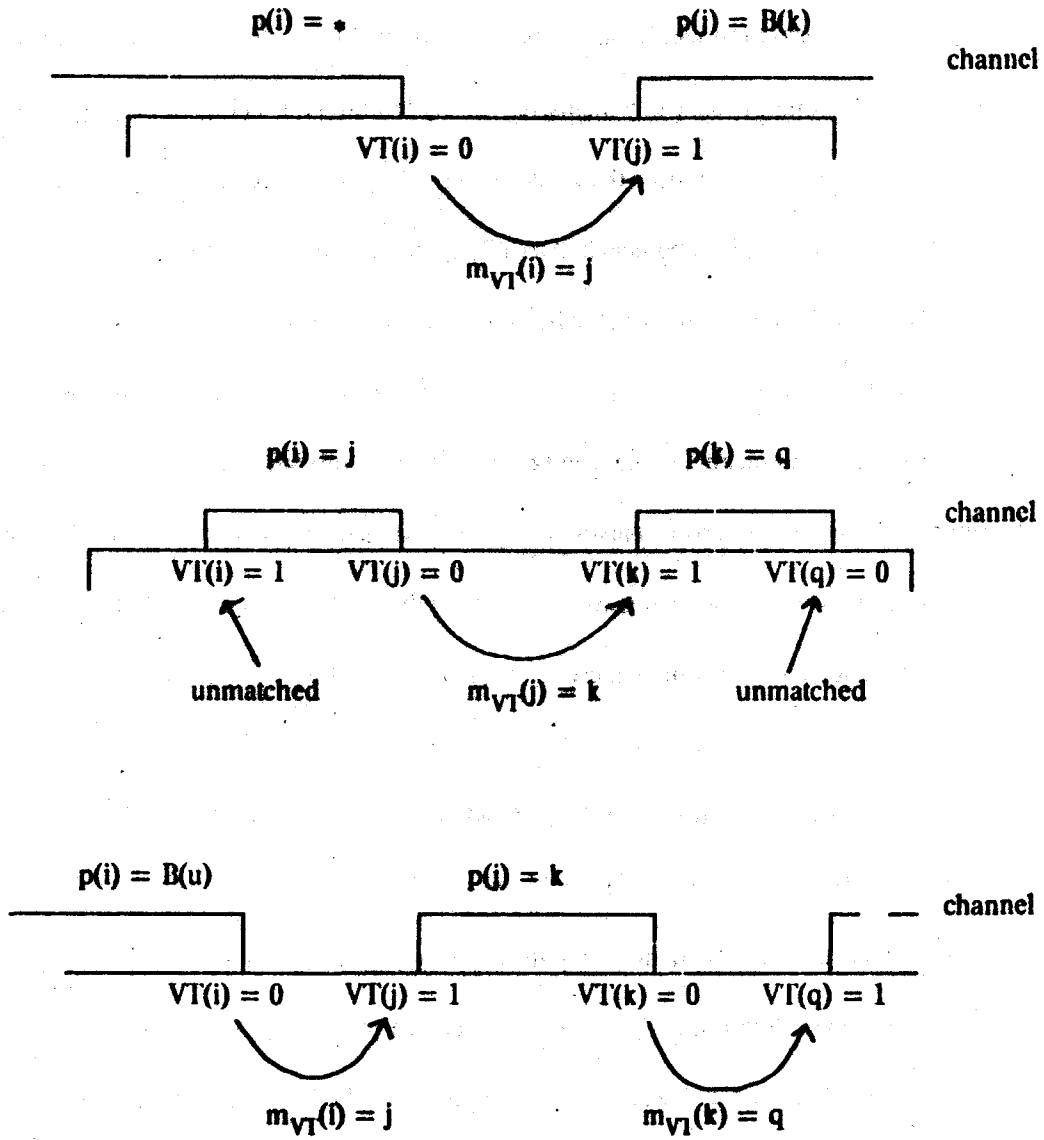 p(i) = * p(j) = B(k)
channel
VT(i) = 0 VT(j) = 1
m_VT(i) = j
p(i) = j p(k) = q
channel
VT(i) = 1 VT(j) = 0 VT(k) = 1 VT(q) = 0
unmatched m_VT(j) = k unmatched
p(i) = B(u) p(j) = k
channel
VT(i) = 0 VT(j) = 1 VT(k) = 0 VT(q) = 1
m_VT(i) = j m_VT(k) = q